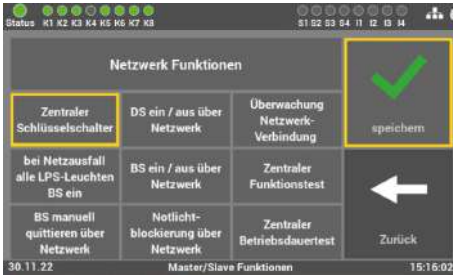 Status K1 K2 K3 K4 K5 K6 K7 K8
S1 S2 S3 S4 I1 I2 I3 I4
Netzwerk Funktionen
Zentraler
Schlüsselschalter
DS ein / aus über
Netzwerk
Überwachung
Netzwerk-
Verbindung
speichern
bei Netzausfall
alle LPS-Leuchten
BS ein
BS ein / aus über
Netzwerk
Zentraler
Funktionstest
BS manuell
quittieren über
Netzwerk
Notlicht-
blockierung über
Netzwerk
Zentraler
Betriebsdauertest
Zurück
30.11.22
Master/Slave Funktionen
15:16:02